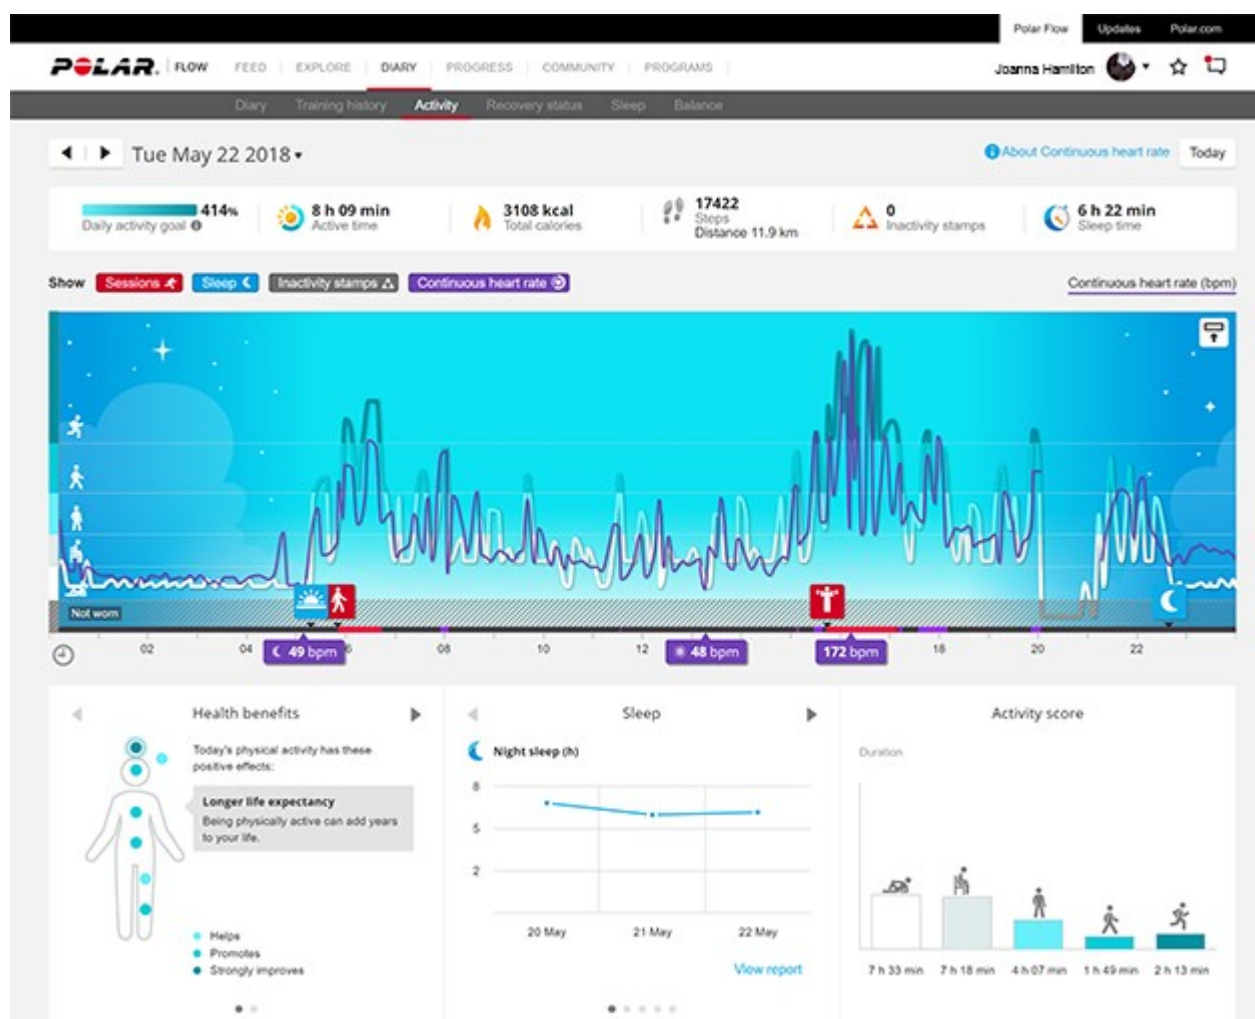 Polar Flow Updates Polar.com
POLAR. FLOW FEED EXPLORE DIARY PROGRESS COMMUNITY PROGRAMS Joanna Hamilton
Diary Training history Activity Recovery status Sleep Balance
Tue May 22 2018 About Continuous heart rate Today
414% 8 h 09 min 3108 kcal 17422 0 6 h 22 min
Daily activity goal Active time Total calories Steps Inactivity stamps Sleep time
Distance 11.9 km
Show Sessions Sleep Inactivity stamps Continuous heart rate Continuous heart rate (bpm)
Not worn
02 04 6 08 10 12 18 20 22
49 bpm 48 bpm 172 bpm
Health benefits
Today's physical activity has these
positive effects:
Longer life expectancy
Being physically active can add years
to your life.
Helps
Promotes
Strongly improves
Sleep
Night sleep (h)
8
5
2
20 May 21 May 22 May
View report
Activity score
Duration
7 h 33 min 7 h 18 min 4 h 07 min 1 h 49 min 2 h 13 min